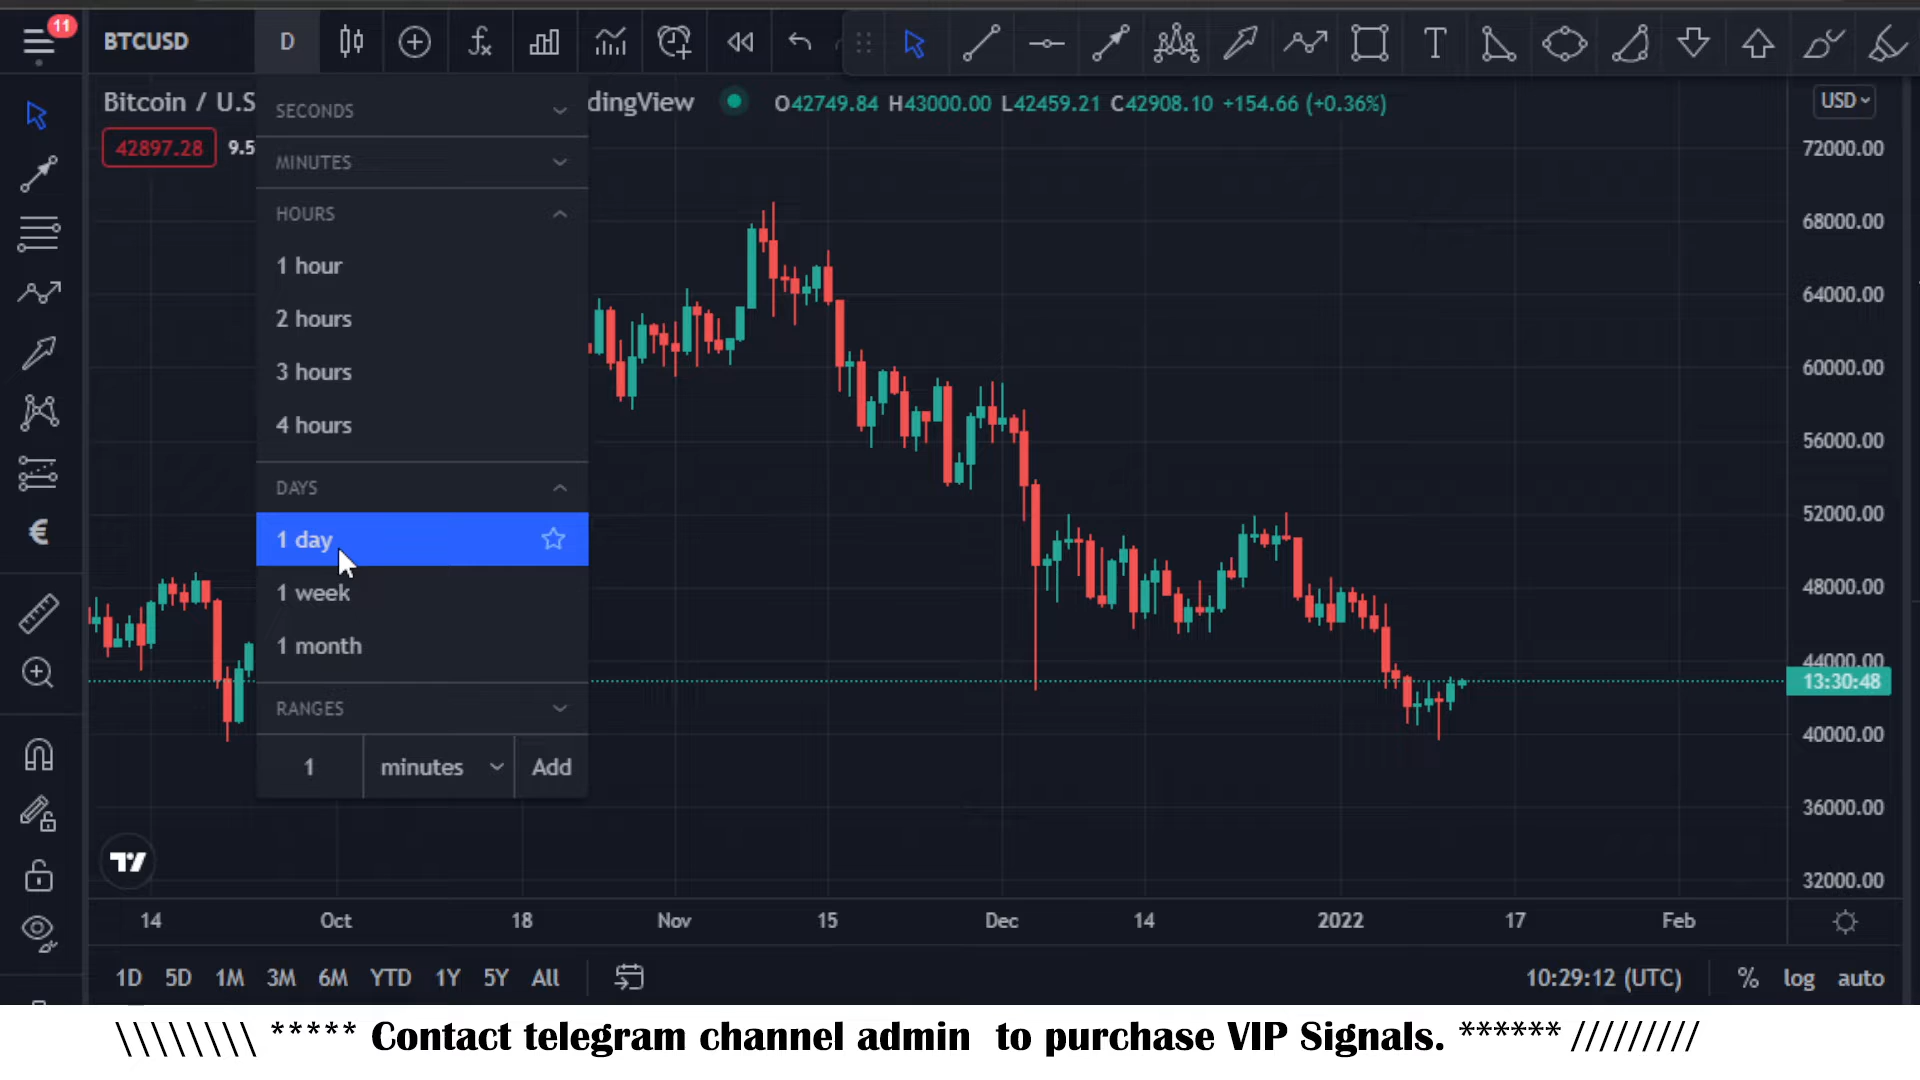 11
BTCUSD
D
Bitcoin / U.S
dingView
O42749.84 H43000.00 L42459.21 C42908.10 +154.66 (+0.36%)
USD
42897.28
9.5
SECONDS
MINUTES
HOURS
1 hour
2 hours
3 hours
4 hours
DAYS
1 day
1 week
1 month
RANGES
1 minutes Add
72000.00
68000.00
64000.00
60000.00
56000.00
52000.00
48000.00
44000.00
13:30:48
40000.00
36000.00
32000.00
14 Oct 18 Nov 15 Dec 14 2022 17 Feb
1D 5D 1M 3M 6M YTD 1Y 5Y All
10:29:12 (UTC) % log auto
\\\\\\\\ ***** Contact telegram channel admin to purchase VIP Signals. ****** /////////